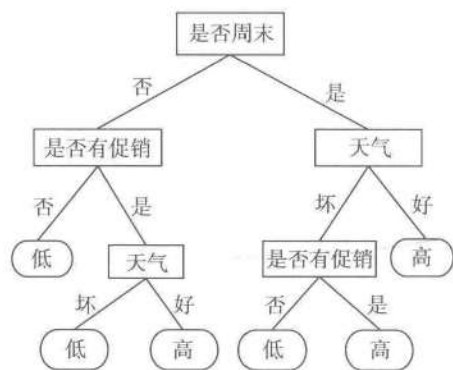 是否周末
否 是
是否有促销 天气
否 是 坏 好
低 天气 是否有促销 高
坏 好 否 是
低 高 低 高